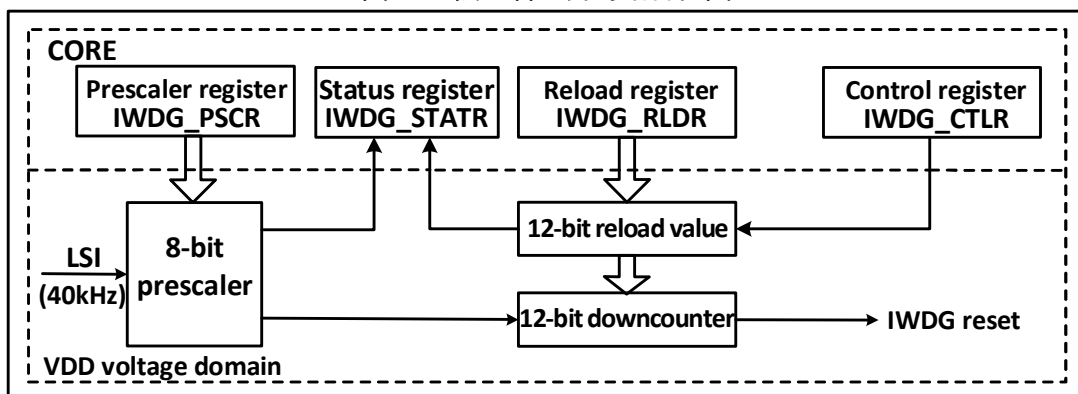 CORE
Prescaler register
IWDG_PSCR
Status register
IWDG_STATR
Reload register
IWDG_RLDR
Control register
IWDG_CTLR
LSI
(40kHz)
8-bit
prescaler
12-bit reload value
12-bit downcounter
IWDG reset
VDD voltage domain